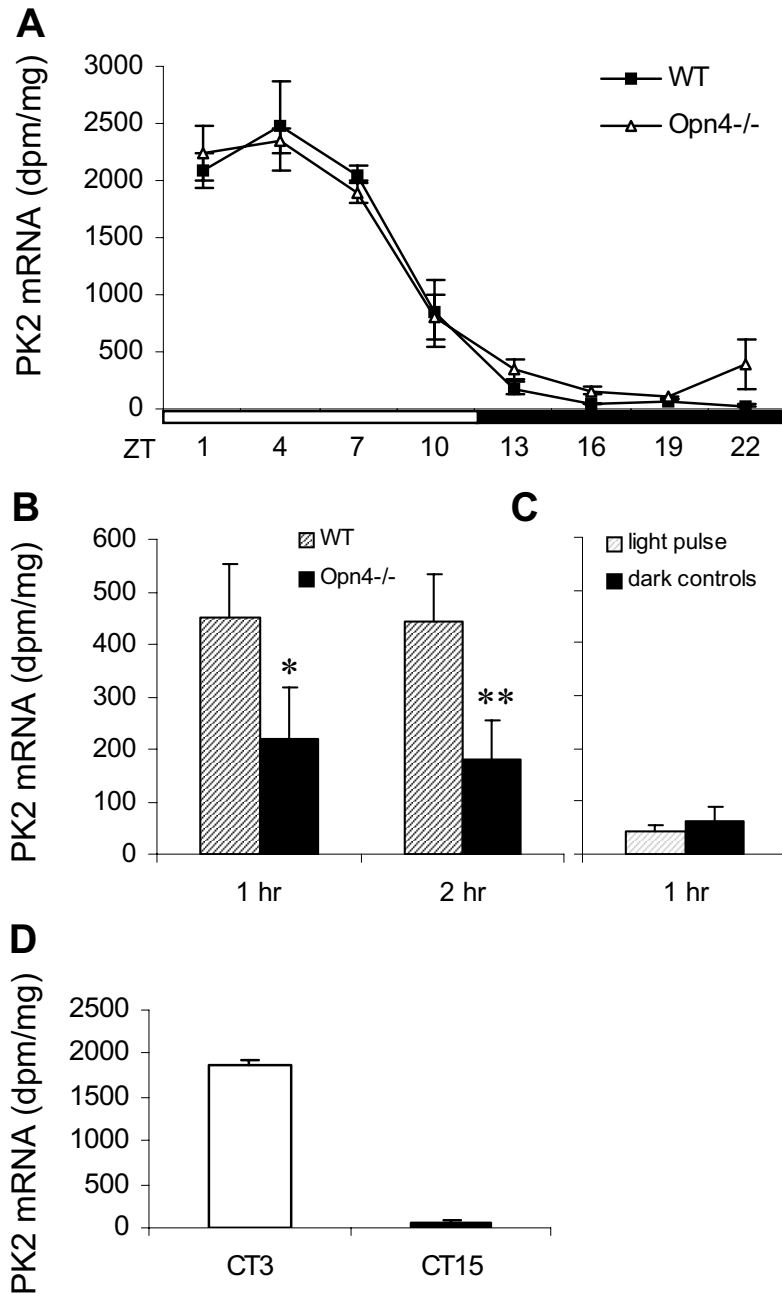 A
PK2 mRNA (dpm/mg)
3000
2500
2000
1500
1000
500
0
WT
Opn4-/-
ZT 1 4 7 10 13 16 19 22
B
PK2 mRNA (dpm/mg)
600
500
400
300
200
100
0
WT
Opn4-/-
*
**
1 hr 2 hr
C
light pulse
dark controls
1 hr
D
PK2 mRNA (dpm/mg)
2500
2000
1500
1000
500
0
CT3 CT15